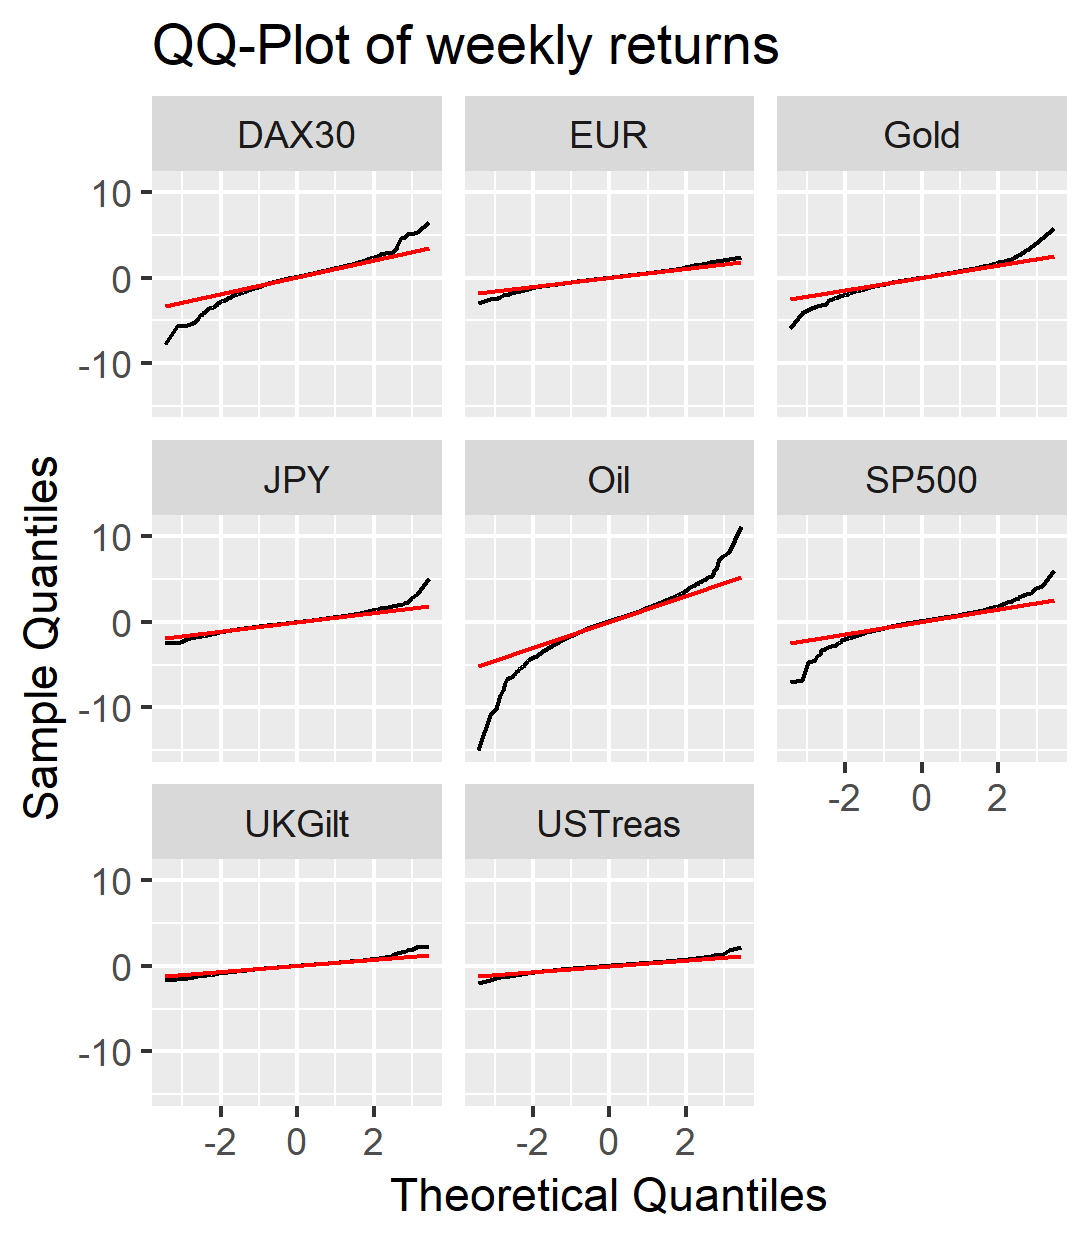 QQ-Plot of weekly returns
DAX30 EUR Gold
10
0
-10
JPY Oil SP500
10
0
-10
-2 0 2
UKGilt USTreas
10
0
-10
-2 0 2 -2 0 2
Theoretical Quantiles
Sample Quantiles